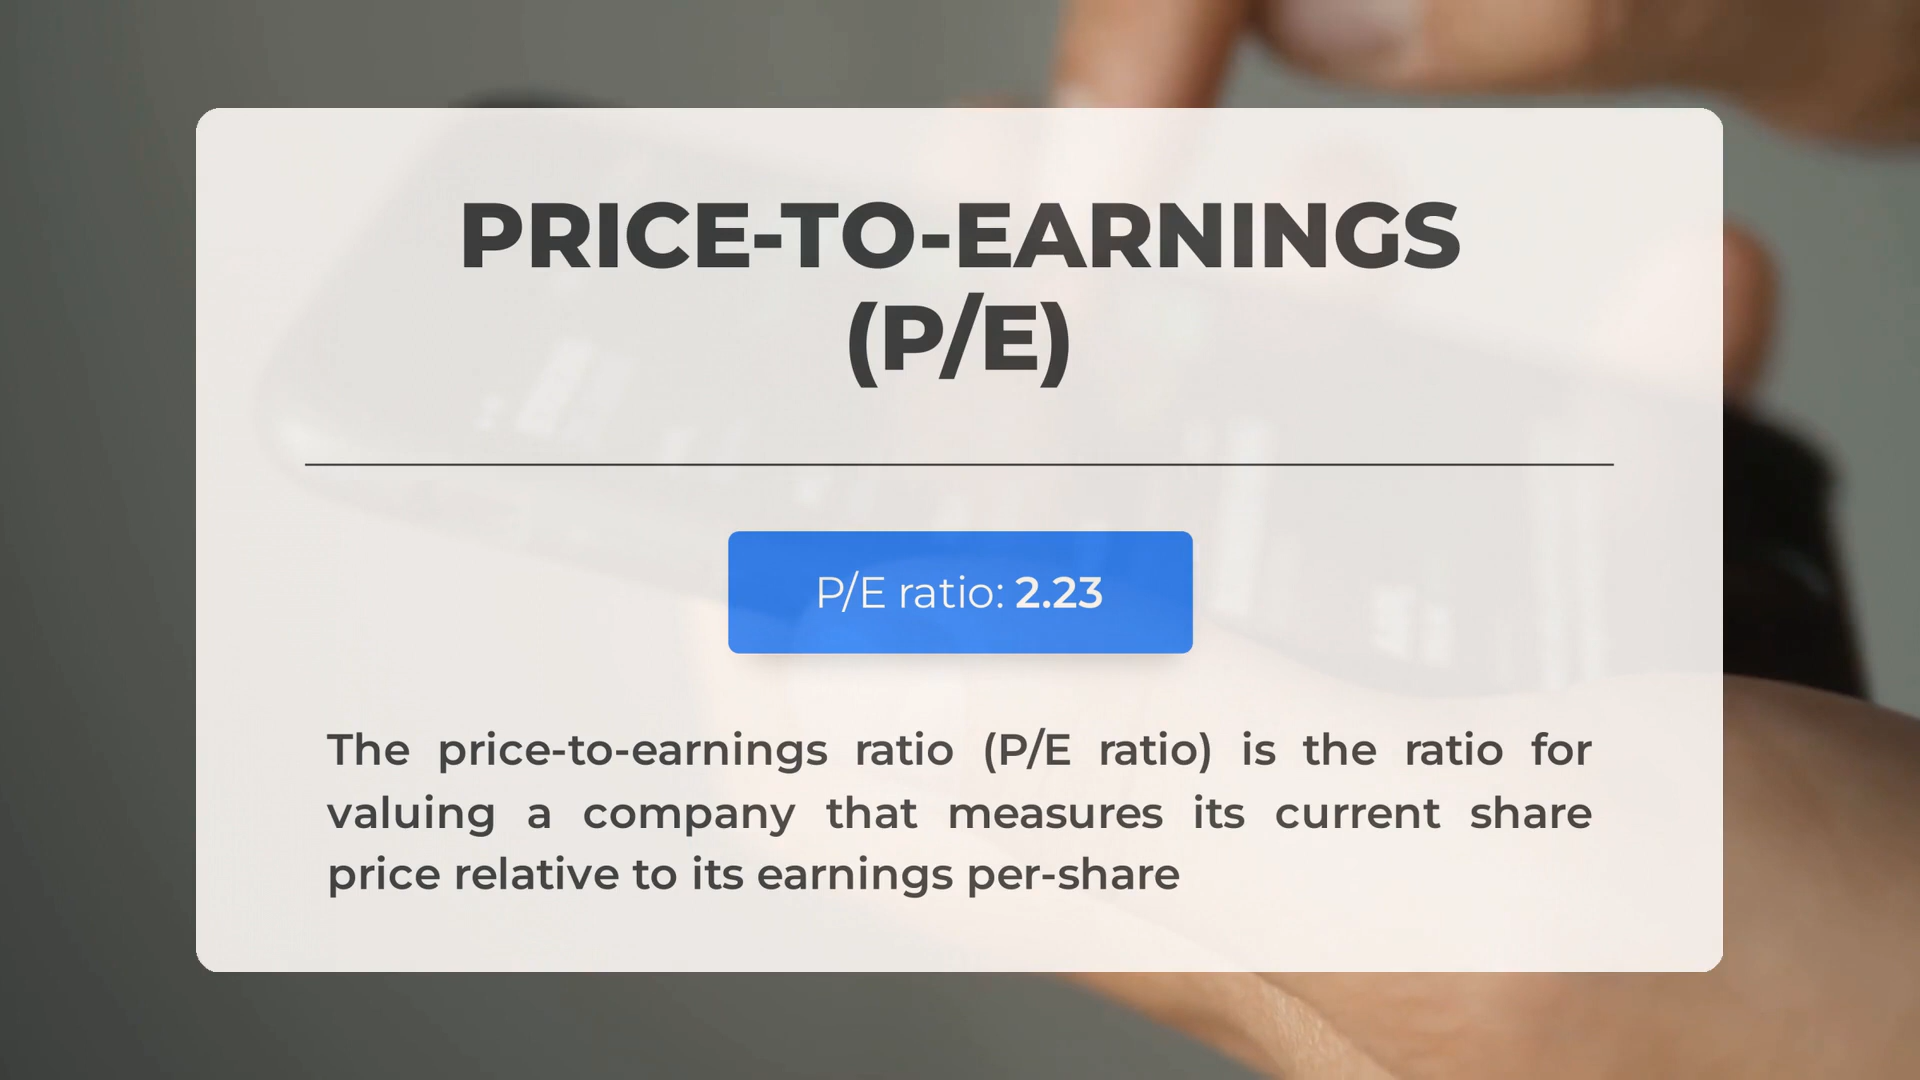 PRICE-TO-EARNINGS
(P/E)
P/E ratio: 2.23
The price-to-earnings ratio (P/E ratio) is the ratio for
valuing a company that measures its current share
price relative to its earnings per-share